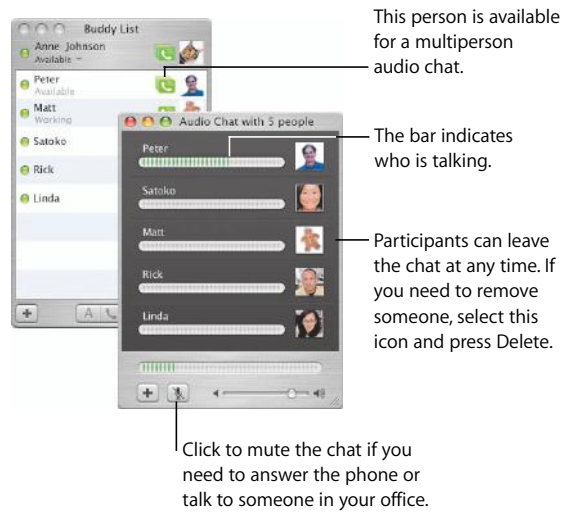 This person is available
for a multiperson
audio chat.
Buddy List
Anne Johnson
Available
Peter
Available
Matt
Working
Satoko
Rick
Linda
A
Audio Chat with 5 people
Peter
Satoko
Matt
Rick
Linda
The bar indicates
who is talking.
Participants can leave
the chat at any time. If
you need to remove
someone, select this
icon and press Delete.
Click to mute the chat if you
need to answer the phone or
talk to someone in your office.